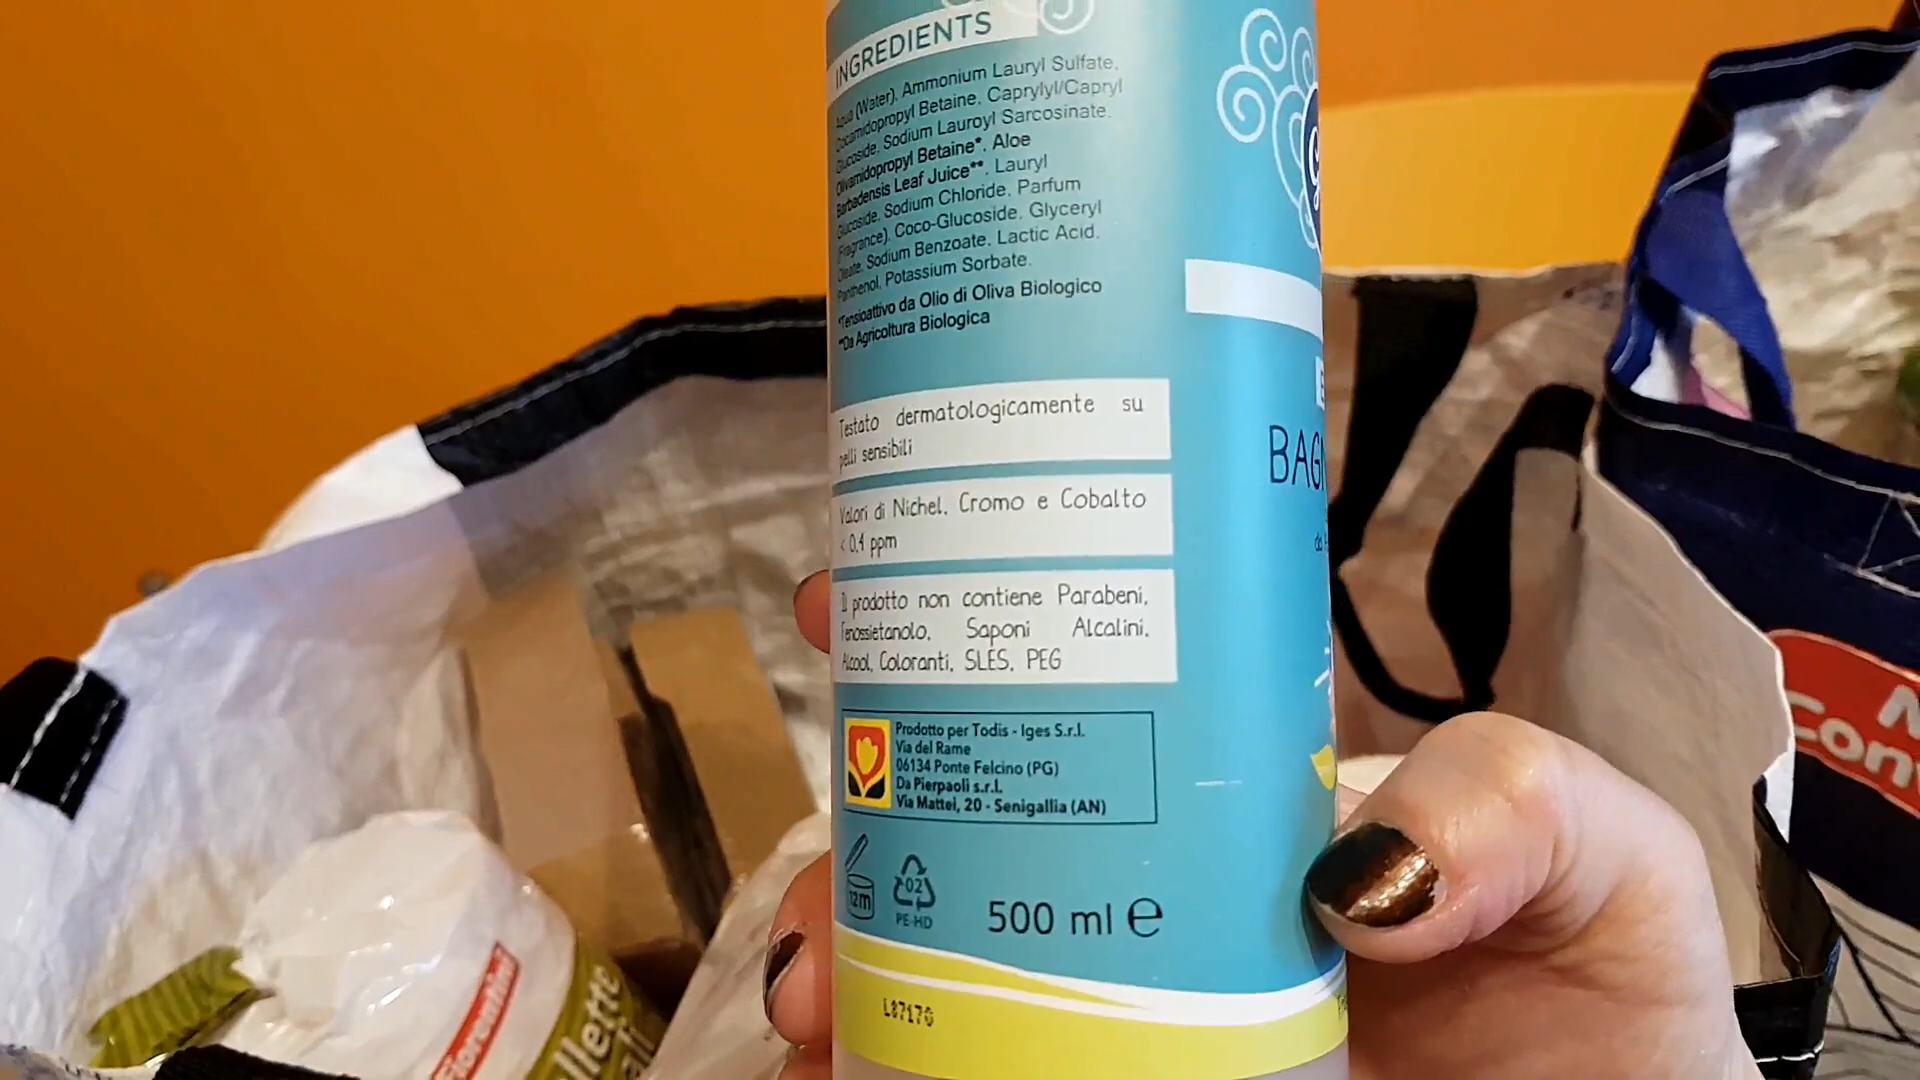 INGREDIENTS
Aqua (Water), Ammonium Lauryl Sulfate,
Cocamidopropyl Betaine, Caprylyl/Capryl
Glucoside, Sodium Lauroyl Sarcosinate,
Olivamidopropyl Betaine*, Aloe
Barbadensis Leaf Juice**, Lauryl
Glucoside, Sodium Chloride, Parfum
(Fragrance), Coco-Glucoside, Glyceryl
Oleate, Sodium Benzoate, Lactic Acid,
Panthenol, Potassium Sorbate.
*Tensioattivo da Olio di Oliva Biologico
**Da Agricoltura Biologica
Testato dermatologicamente su
pelli sensibili
Valori di Nichel, Cromo e Cobalto
< 0,4 ppm
Il prodotto non contiene Parabeni,
Fenossietanolo, Saponi Alcalini,
Alcool, Coloranti, SLES, PEG
Prodotto per Todis - Iges S.r.l.
Via del Rame
06134 Ponte Felcino (PG)
Da Pierpaoli s.r.l.
Via Mattei, 20 - Senigallia (AN)
12m
02
PE-HD
500 ml e
L87170
BAGN
Fiorentini